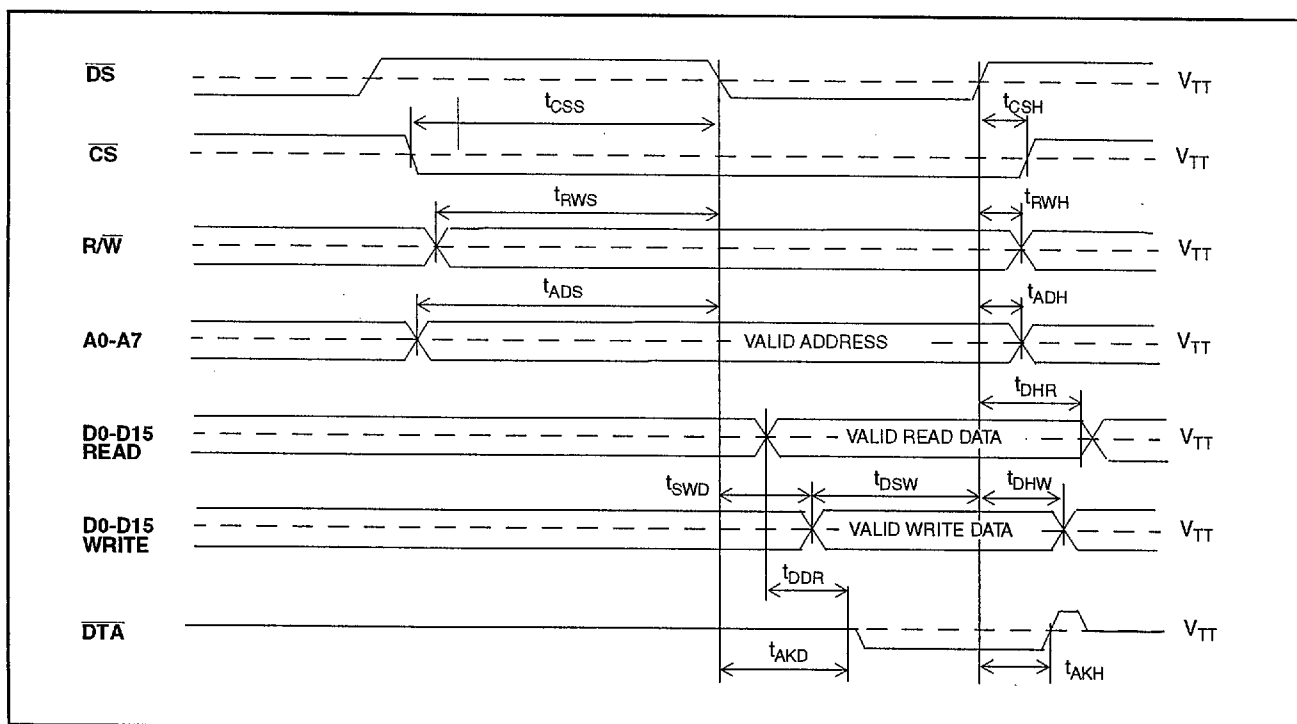 DS VTT
tCSS tCSH
CS VTT
tRWS tRWH
R/W VTT
tADS tADH
A0-A7 VALID ADDRESS VTT
tDHR
D0-D15
READ VALID READ DATA VTT
tSWD tDSW tDHW
D0-D15
WRITE VALID WRITE DATA VTT
tDDR
DTA VTT
tAKD tAKH